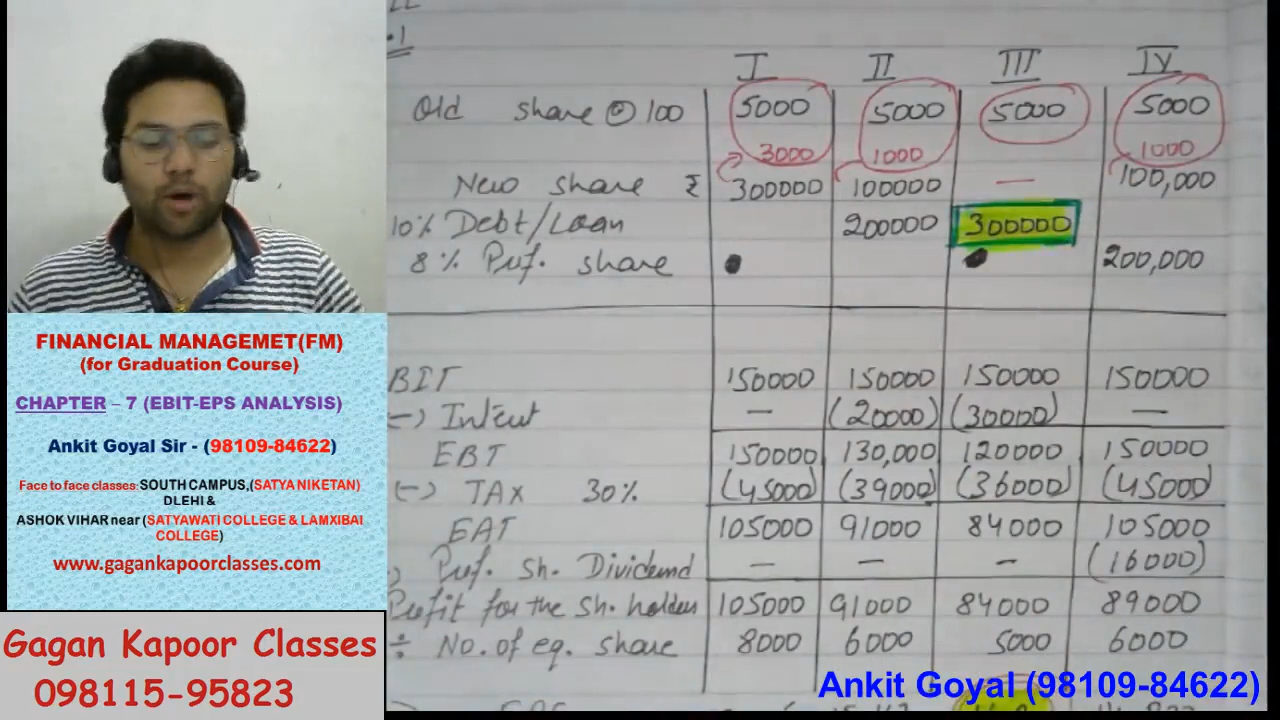 I II III IV
Old share @ 100 5000 5000 5000 5000
3000 1000 1000
New share ₹ 300000 100000 — 100,000
10% Debt/Loan 200000 300000
8% Pref. share 200,000
BIT 150000 150000 150000 150000
(-) Interest — (20000) (30000) —
EBT 150000 130,000 120000 150000
(-) TAX 30% (45000) (39000) (36000) (45000)
EAT 105000 91000 84000 105000
Pref. Sh. Dividend — — — (16000)
Profit for the sh. holders 105000 91000 84000 89000
÷ No. of eq. share 8000 6000 5000 6000
FINANCIAL MANAGEMET(FM)
(for Graduation Course)
CHAPTER – 7 (EBIT-EPS ANALYSIS)
Ankit Goyal Sir - (98109-84622)
Face to face classes: SOUTH CAMPUS,(SATYA NIKETAN)
DLEHI &
ASHOK VIHAR near (SATYAWATI COLLEGE & LAMXIBAI
COLLEGE)
www.gagankapoorclasses.com
Gagan Kapoor Classes
098115-95823
Ankit Goyal (98109-84622)